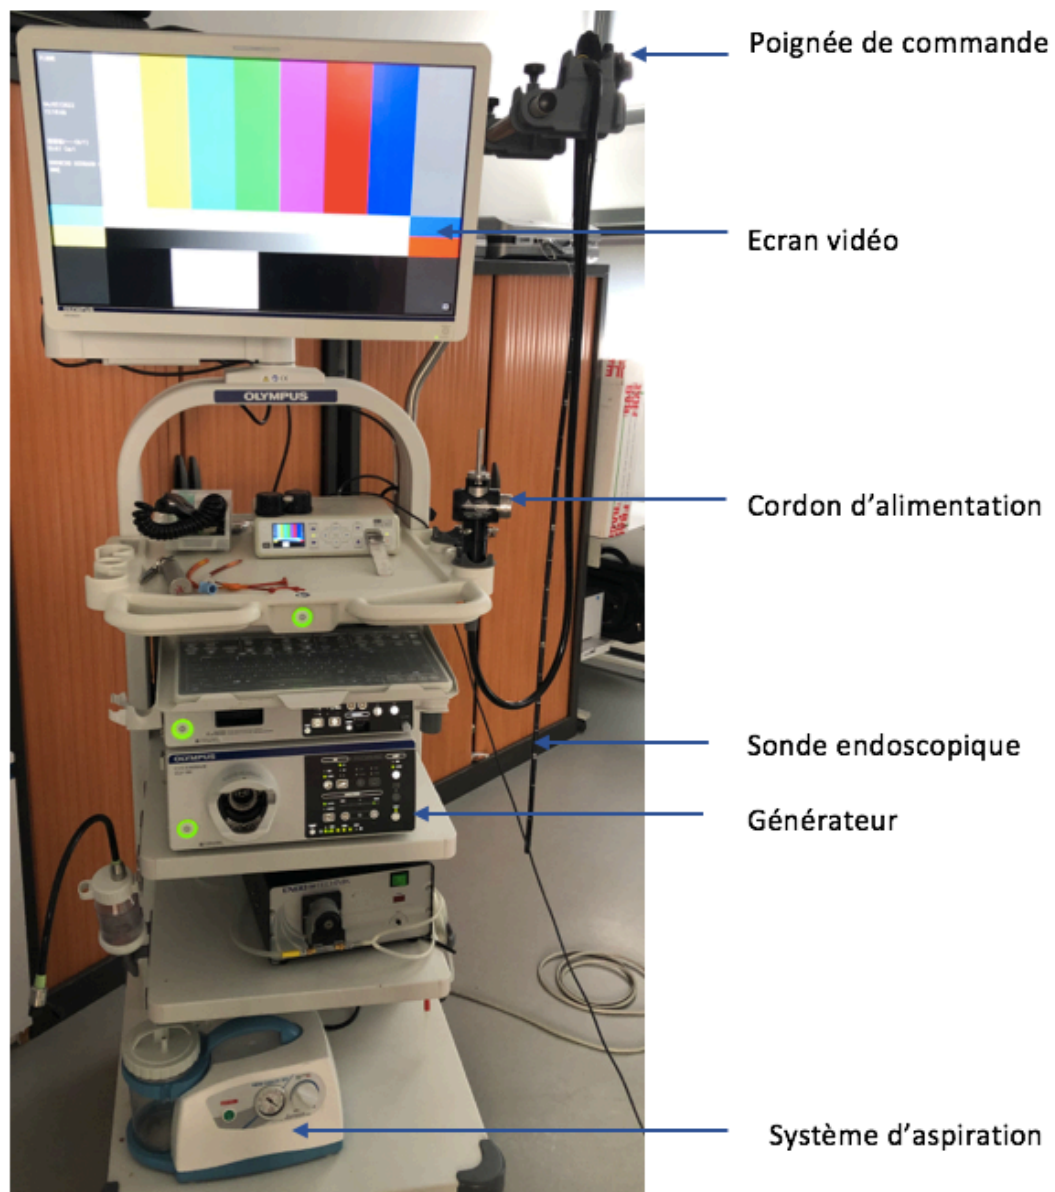 Poignée de commande
Ecran vidéo
OLYMPUS
Cordon d'alimentation
Sonde endoscopique
OLYMPUS
Générateur
Système d'aspiration